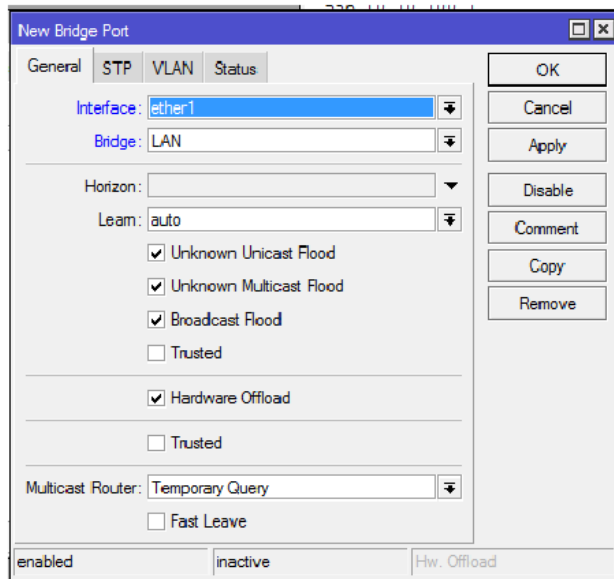 New Bridge Port
General STP VLAN Status
Interface: ether1
Bridge: LAN
Horizon:
Learn: auto
Unknown Unicast Flood
Unknown Multicast Flood
Broadcast Flood
Trusted
Hardware Offload
Trusted
Multicast Router: Temporary Query
Fast Leave
OK
Cancel
Apply
Disable
Comment
Copy
Remove
enabled inactive Hw. Offload